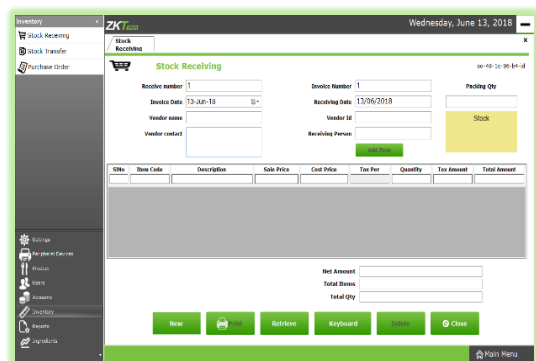 Inventory
Stock Receiving
Stock Transfer
Purchase Order
Settings
Peripheral Devices
Product
Users
Accounts
Inventory
Reports
Ingredients
ZKTECO
Wednesday, June 13, 2018
Stock Receiving
x
Stock Receiving
Receive number 1
Invoice Number 1
Packing Qty
Invoice Date 13-Jun-18
Receiving Date 13/06/2018
Vendor name
Vendor Id
Stock
Vendor contact
Receiving Person
Add Item
SlNo Item Code Description Sale Price Cost Price Tax Per Quantity Tax Amount Total Amount
Net Amount
Total Items
Total Qty
New Print Retrieve Keyboard Delete Close
Main Menu